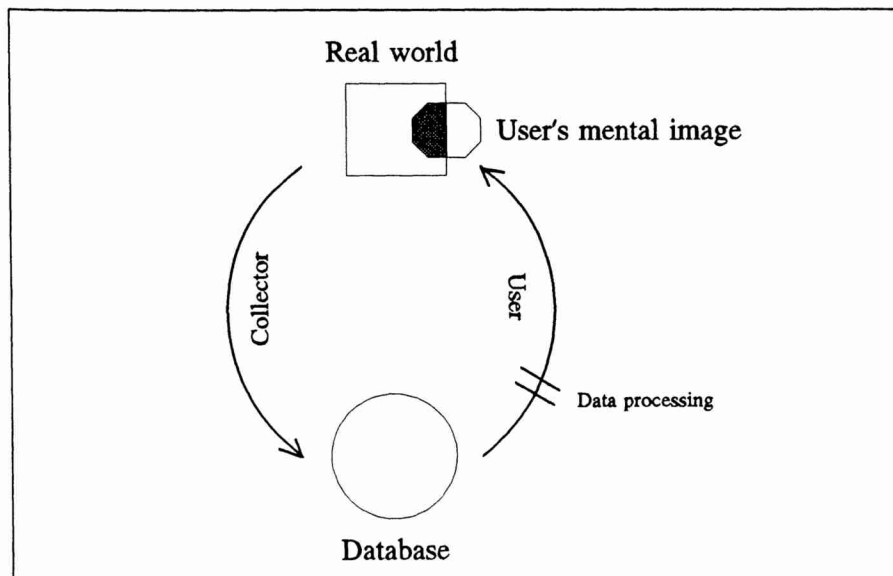 Real world
User's mental image
Collector
User
Data processing
Database